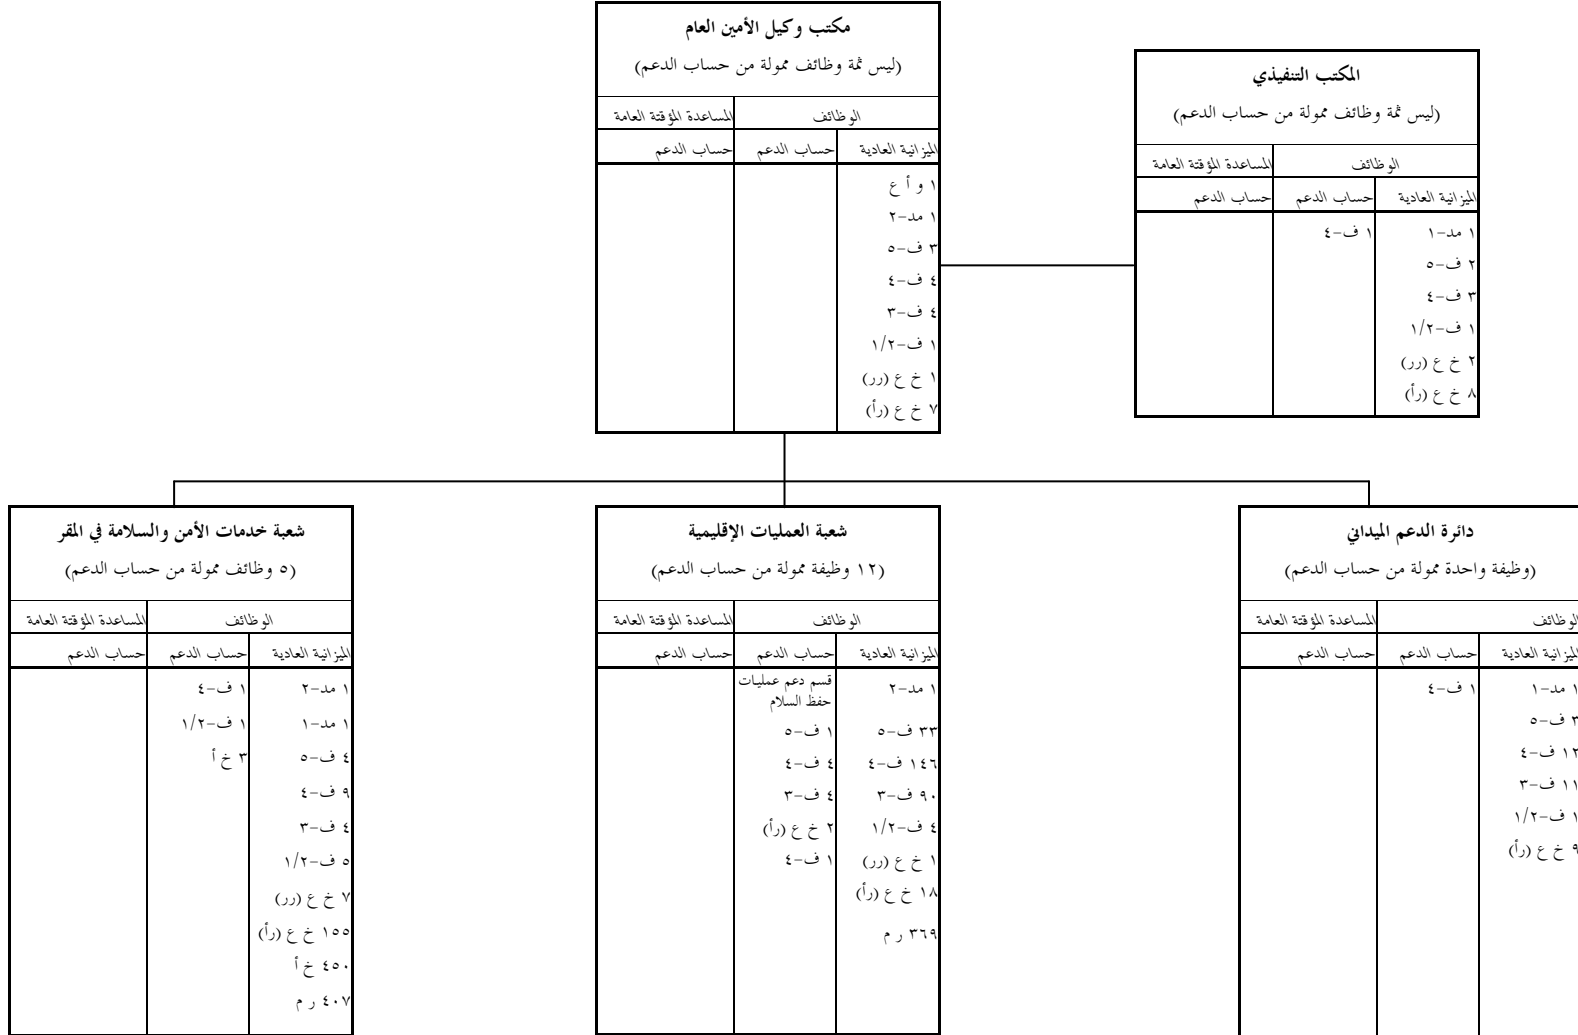 مكتب وكيل الأمين العام
(ليس ثمة وظائف ممولة من حساب الدعم)
الوظائف المساعدة المؤقتة العامة
الميزانية العادية حساب الدعم حساب الدعم
١ و أ ع
١ مد-٢
٣ ف-٥
٤ ف-٤
٤ ف-٣
١ ف-١/٢
١ خ ع (رر)
٧ خ ع (رأ)
المكتب التنفيذي
(ليس ثمة وظائف ممولة من حساب الدعم)
الوظائف المساعدة المؤقتة العامة
الميزانية العادية حساب الدعم حساب الدعم
١ مد-١ ١ ف-٤
٢ ف-٥
٣ ف-٤
١ ف-١/٢
٢ خ ع (رر)
٨ خ ع (رأ)
دائرة الدعم الميداني
(وظيفة واحدة ممولة من حساب الدعم)
الوظائف المساعدة المؤقتة العامة
الميزانية العادية حساب الدعم حساب الدعم
١ مد-١ ١ ف-٤
٣ ف-٥
١٢ ف-٤
١١ ف-٣
١ ف-١/٢
٩ خ ع (رأ)
شعبة العمليات الإقليمية
(١٢ وظيفة ممولة من حساب الدعم)
الوظائف المساعدة المؤقتة العامة
الميزانية العادية حساب الدعم حساب الدعم
١ مد-٢ قسم دعم عمليات
حفظ السلام
٣٣ ف-٥ ١ ف-٥
١٤٦ ف-٤ ٤ ف-٤
٩٠ ف-٣ ٤ ف-٣
٤ ف-١/٢ ٢ خ ع (رأ)
١ خ ع (رر) ١ ف-٤
١٨ خ ع (رأ)
٣٦٩ ر م
شعبة خدمات الأمن والسلامة في المقر
(٥ وظائف ممولة من حساب الدعم)
الوظائف المساعدة المؤقتة العامة
الميزانية العادية حساب الدعم حساب الدعم
١ مد-٢ ١ ف-٤
١ مد-١ ١ ف-١/٢
٤ ف-٥ ٣ خ أ
٩ ف-٤
٤ ف-٣
٥ ف-١/٢
٧ خ ع (رر)
١٥٥ خ ع (رأ)
٤٥٠ خ أ
٤٠٧ ر م